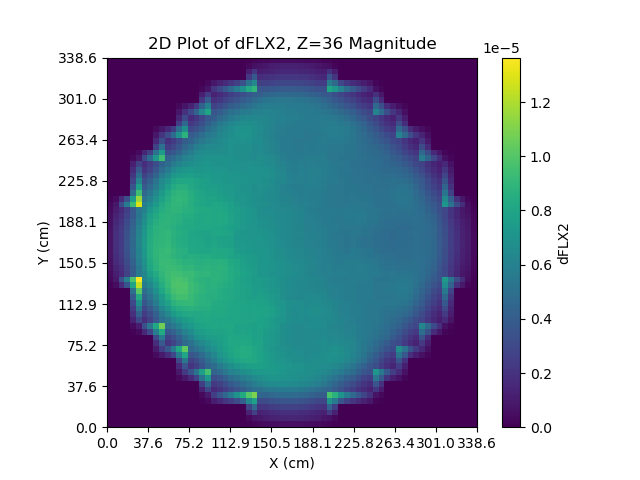 2D Plot of dFLX2, Z=36 Magnitude
1e−5
338.6
301.0
263.4
225.8
188.1
150.5
112.9
75.2
37.6
0.0
Y (cm)
0.0 37.6 75.2 112.9 150.5 188.1 225.8 263.4 301.0 338.6
X (cm)
1.2
1.0
0.8
0.6
0.4
0.2
0.0
dFLX2